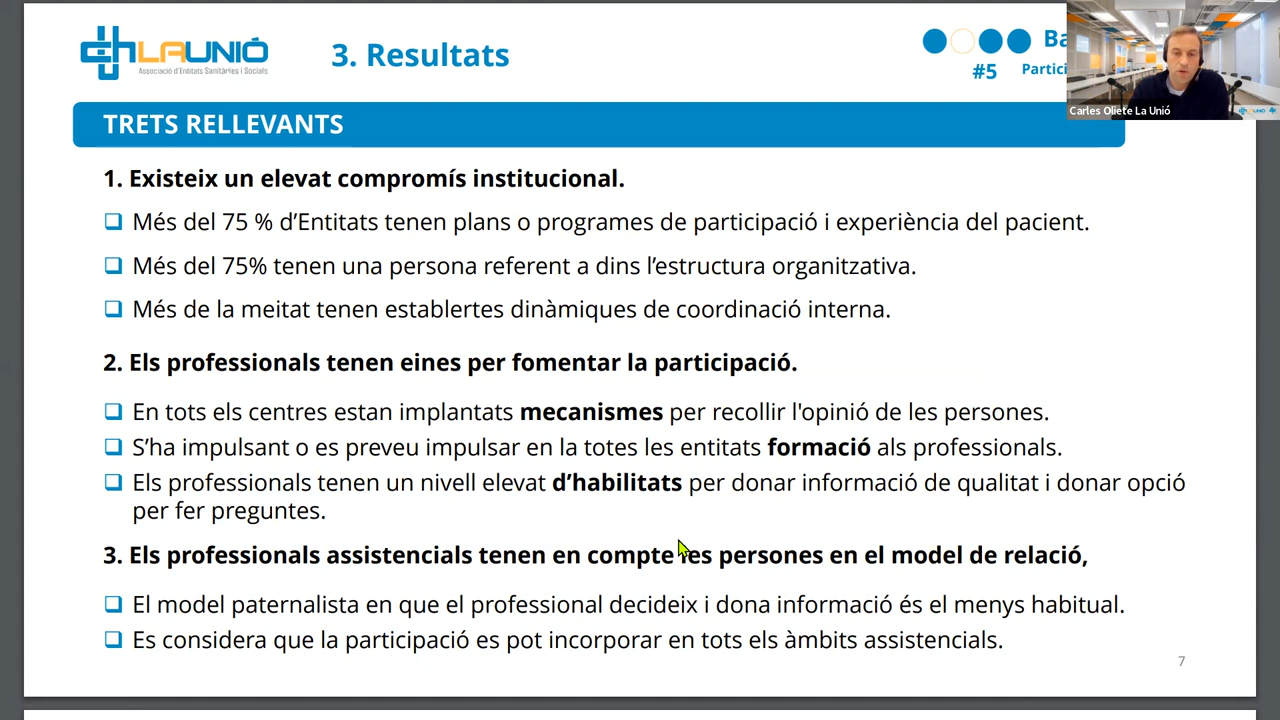 LAUNIÓ
Associació d'Entitats Sanitàries i Socials
3. Resultats
Ba
#5
Partici
Carles Oliete La Unió
TRETS RELLEVANTS
1. Existeix un elevat compromís institucional.
Més del 75 % d’Entitats tenen plans o programes de participació i experiència del pacient.
Més del 75% tenen una persona referent a dins l’estructura organitzativa.
Més de la meitat tenen establertes dinàmiques de coordinació interna.
2. Els professionals tenen eines per fomentar la participació.
En tots els centres estan implantats mecanismes per recollir l'opinió de les persones.
S’ha impulsant o es preveu impulsar en la totes les entitats formació als professionals.
Els professionals tenen un nivell elevat d’habilitats per donar informació de qualitat i donar opció
per fer preguntes.
3. Els professionals assistencials tenen en compte les persones en el model de relació,
El model paternalista en que el professional decideix i dona informació és el menys habitual.
Es considera que la participació es pot incorporar en tots els àmbits assistencials.
7